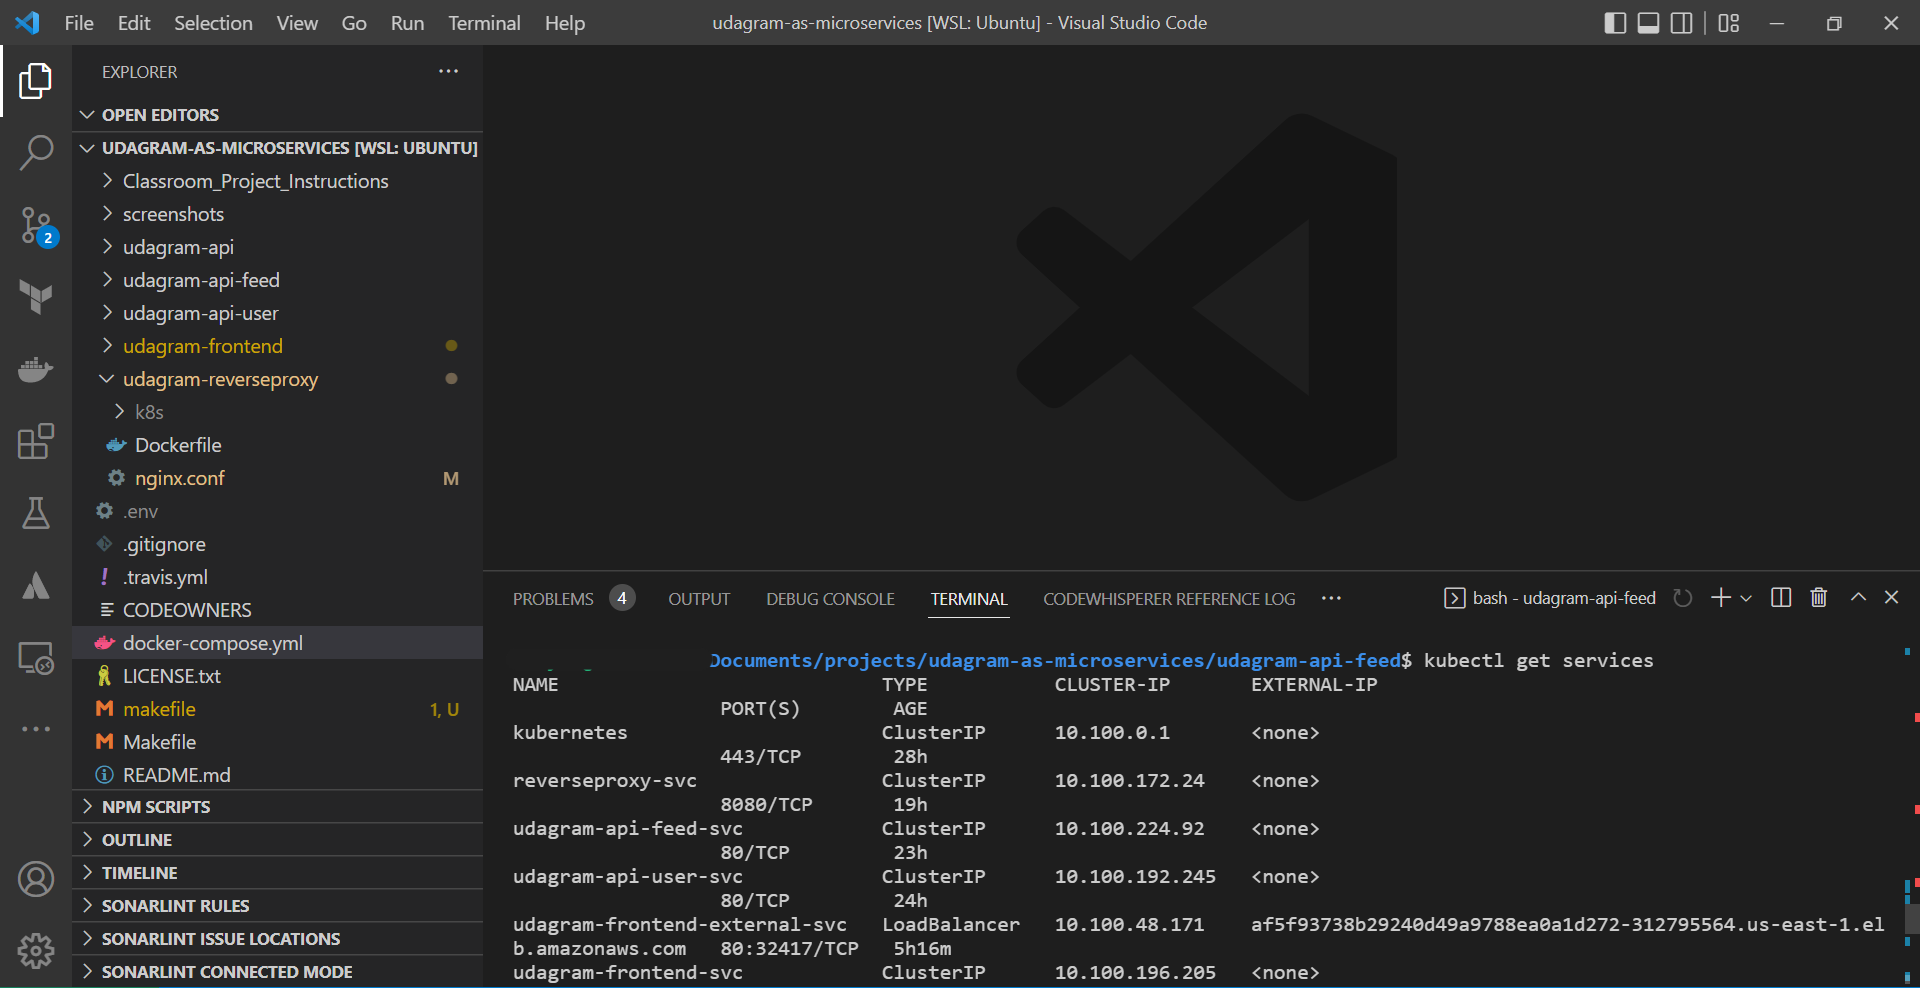 File Edit Selection View Go Run Terminal Help udagram-as-microservices [WSL: Ubuntu] - Visual Studio Code
EXPLORER
OPEN EDITORS
UDAGRAM-AS-MICROSERVICES [WSL: UBUNTU]
Classroom_Project_Instructions
screenshots
2
udagram-api
udagram-api-feed
udagram-api-user
udagram-frontend
udagram-reverseproxy
k8s
Dockerfile
nginx.conf M
.env
.gitignore
.travis.yml
CODEOWNERS
docker-compose.yml
LICENSE.txt
makefile 1, U
Makefile
README.md
NPM SCRIPTS
OUTLINE
TIMELINE
SONARLINT RULES
SONARLINT ISSUE LOCATIONS
SONARLINT CONNECTED MODE
PROBLEMS 4 OUTPUT DEBUG CONSOLE TERMINAL CODEWHISPERER REFERENCE LOG bash - udagram-api-feed
Documents/projects/udagram-as-microservices/udagram-api-feed$ kubectl get services
NAME TYPE CLUSTER-IP EXTERNAL-IP
PORT(S) AGE
kubernetes ClusterIP 10.100.0.1 <none>
443/TCP 28h
reverseproxy-svc ClusterIP 10.100.172.24 <none>
8080/TCP 19h
udagram-api-feed-svc ClusterIP 10.100.224.92 <none>
80/TCP 23h
udagram-api-user-svc ClusterIP 10.100.192.245 <none>
80/TCP 24h
udagram-frontend-external-svc LoadBalancer 10.100.48.171 af5f93738b29240d49a9788ea0a1d272-312795564.us-east-1.el
b.amazonaws.com 80:32417/TCP 5h16m
udagram-frontend-svc ClusterIP 10.100.196.205 <none>